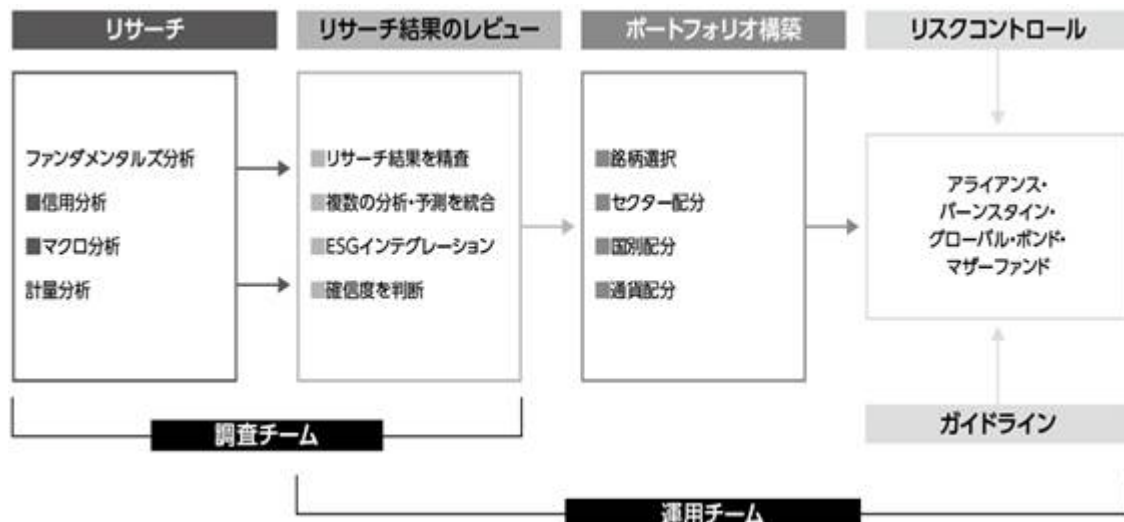 リサーチ
リサーチ結果のレビュー
ポートフォリオ構築
リスクコントロール
ファンダメンタルズ分析
■信用分析
■マクロ分析
計量分析
■リサーチ結果を精査
■複数の分析・予測を統合
■ESGインテグレーション
■確信度を判断
■銘柄選択
■セクター配分
■国別配分
■通貨配分
アライアンス・
バーンスタイン・
グローバル・ボンド・
マザーファンド
ガイドライン
調査チーム
運用チーム